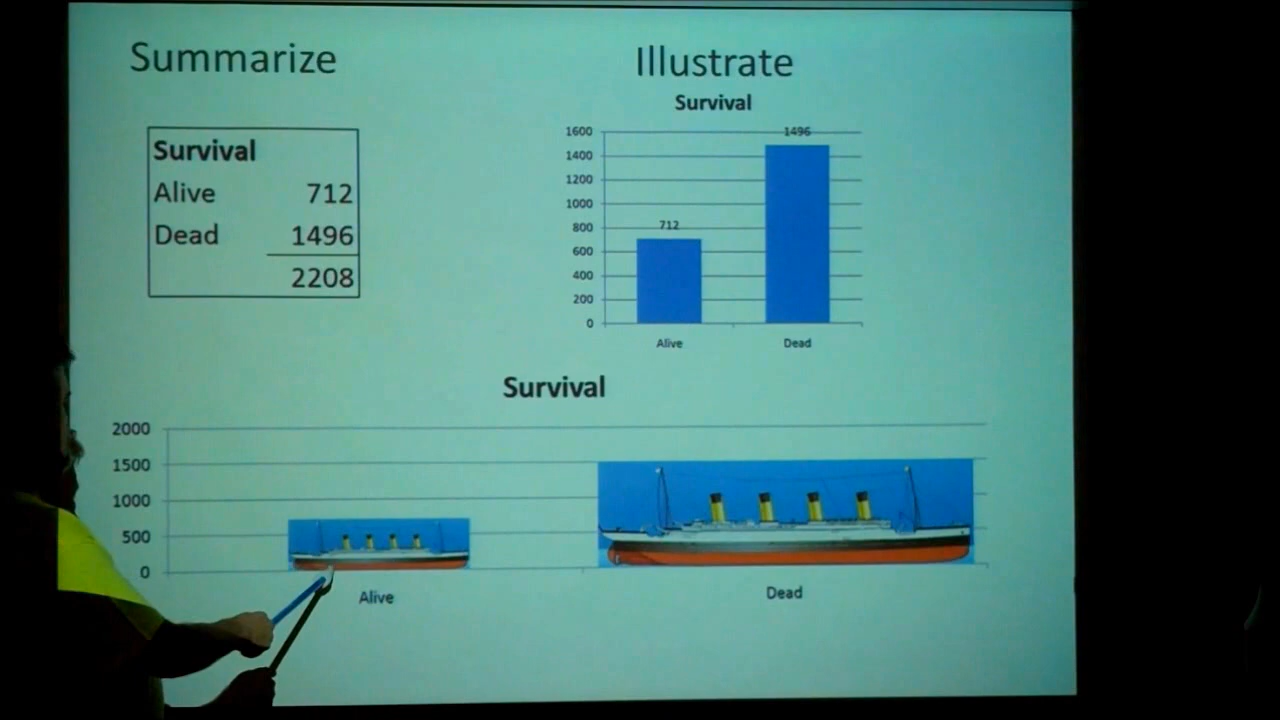 Summarize
Survival
Alive 712
Dead 1496
2208
Illustrate
Survival
1600
1400
1200
1000
800
600
400
200
0
1496
712
Alive Dead
Survival
2000
1500
1000
500
0
Alive Dead